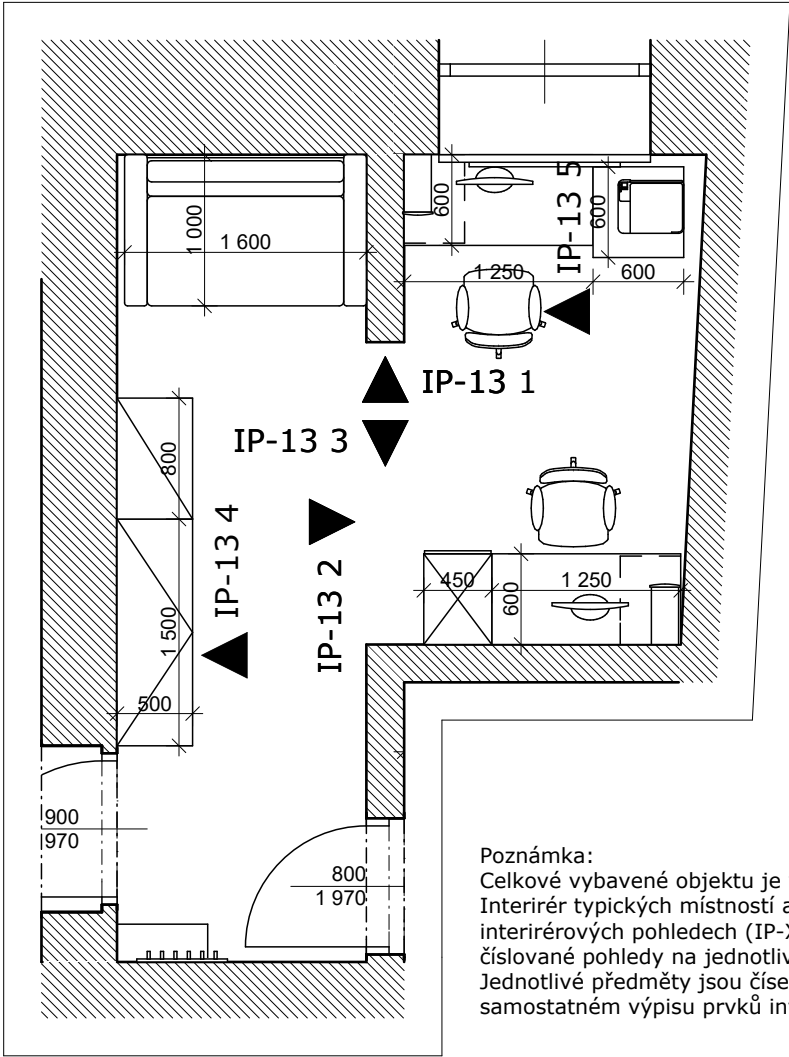 600
IP-13 5
600
1 000
1 600
1 250
600
IP-13 1
IP-13 3
800
IP-13 4
IP-13 2
450
600
1 250
1 500
500
900
970
800
1 970
Poznámka:
Celkové vybavené objektu je
Interirér typických místností a
interirérových pohledech (IP-X
číslované pohledy na jednotliv
Jednotlivé předměty jsou číse
samostatném výpisu prvků int